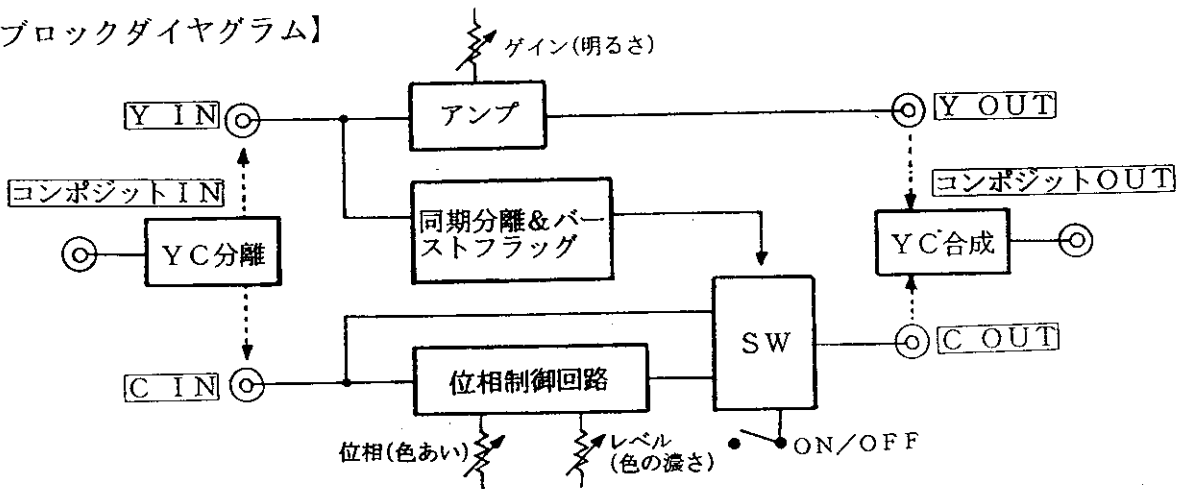 ブロックダイヤグラム】
ゲイン(明るさ)
Y IN
アンプ
Y OUT
コンポジットIN
コンポジットOUT
同期分離&バー
ストフラッグ
YC分離
YC合成
SW
C IN
位相制御回路
C OUT
位相(色あい)
レベル
(色の濃さ)
ON/OFF